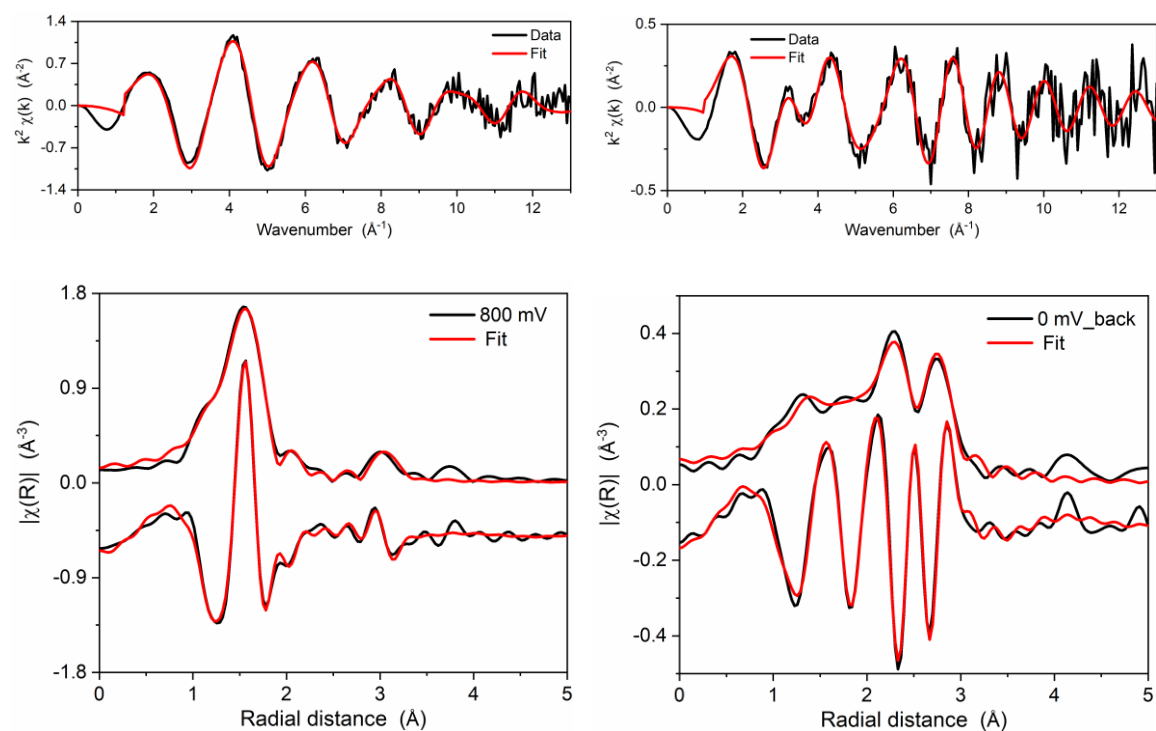 1.4
0.7
0.0
-0.7
-1.4
k² χ(k) (Å⁻²)
Data
Fit
0 2 4 6 8 10 12
Wavenumber (Å⁻¹)
0.5
0.0
-0.5
k² χ(k) (Å⁻²)
Data
Fit
0 2 4 6 8 10 12
Wavenumber (Å⁻¹)
1.8
0.9
0.0
-0.9
-1.8
|χ(R)| (Å⁻³)
800 mV
Fit
0 1 2 3 4 5
Radial distance (Å)
0.4
0.2
0.0
-0.2
-0.4
|χ(R)| (Å⁻³)
0 mV_back
Fit
0 1 2 3 4 5
Radial distance (Å)